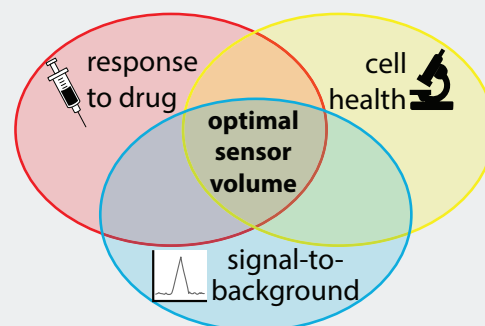 response
to drug
cell
health
optimal
sensor
volume
signal-to-
background